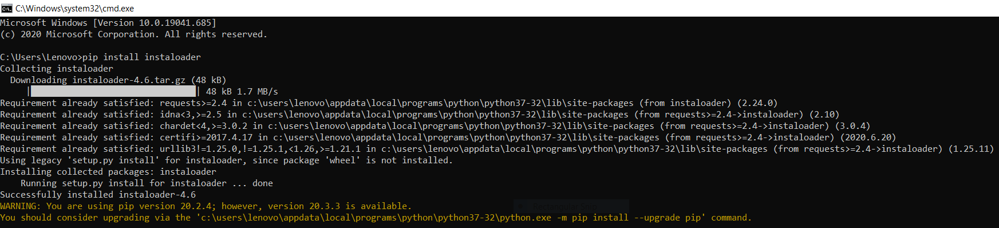 C:\Windows\system32\cmd.exe
Microsoft Windows [Version 10.0.19041.685]
(c) 2020 Microsoft Corporation. All rights reserved.
C:\Users\Lenovo>pip install instaloader
Collecting instaloader
Downloading instaloader-4.6.tar.gz (48 kB)
|████████████████████████████████| 48 kB 1.7 MB/s
Requirement already satisfied: requests>=2.4 in c:\users\lenovo\appdata\local\programs\python\python37-32\lib\site-packages (from instaloader) (2.24.0)
Requirement already satisfied: idna<3,>=2.5 in c:\users\lenovo\appdata\local\programs\python\python37-32\lib\site-packages (from requests>=2.4->instaloader) (2.10)
Requirement already satisfied: chardet<4,>=3.0.2 in c:\users\lenovo\appdata\local\programs\python\python37-32\lib\site-packages (from requests>=2.4->instaloader) (3.0.4)
Requirement already satisfied: certifi>=2017.4.17 in c:\users\lenovo\appdata\local\programs\python\python37-32\lib\site-packages (from requests>=2.4->instaloader) (2020.6.20)
Requirement already satisfied: urllib3!=1.25.0,!=1.25.1,<1.26,>=1.21.1 in c:\users\lenovo\appdata\local\programs\python\python37-32\lib\site-packages (from requests>=2.4->instaloader) (1.25.11)
Using legacy 'setup.py install' for instaloader, since package 'wheel' is not installed.
Installing collected packages: instaloader
Running setup.py install for instaloader ... done
Successfully installed instaloader-4.6
WARNING: You are using pip version 20.2.4; however, version 20.3.3 is available.
Rectangular Snip
You should consider upgrading via the 'c:\users\lenovo\appdata\local\programs\python\python37-32\python.exe -m pip install --upgrade pip' command.